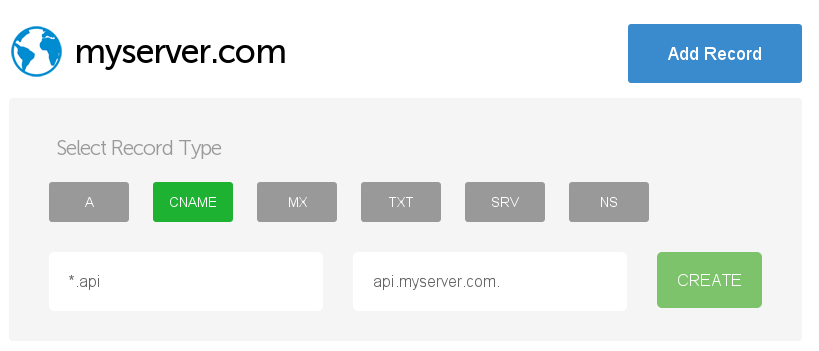 myserver.com
Add Record
Select Record Type
A
CNAME
MX
TXT
SRV
NS
*.api
api.myserver.com.
CREATE